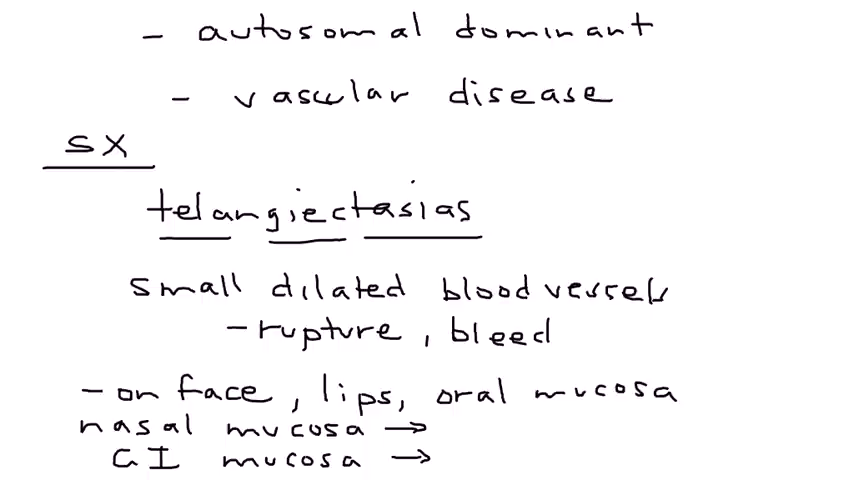 - autosomal dominant
- vascular disease
SX
telangiectasias
small dilated blood vessels
- rupture, bleed
- on face, lips, oral mucosa
nasal mucosa →
GI mucosa →